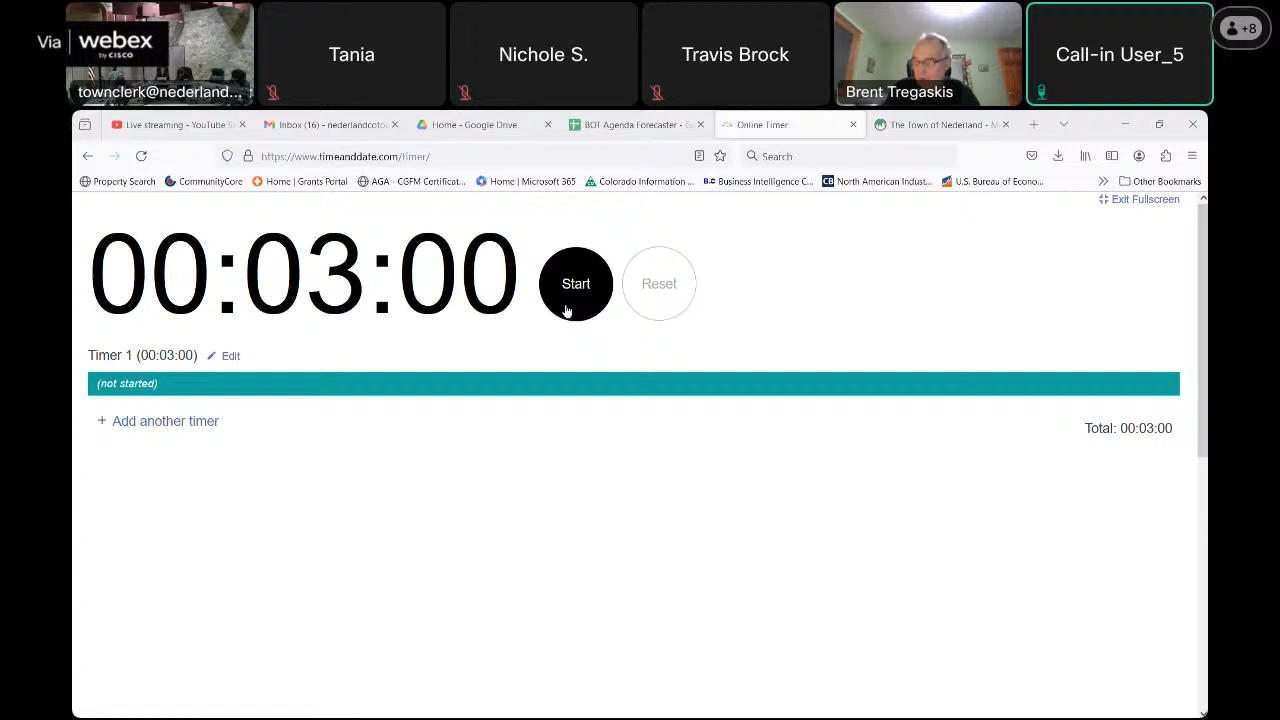 Via webex
by CISCO
townclerk@nederland...
Tania
Nichole S.
Travis Brock
Brent Tregaskis
Call-in User_5
+8
Live streaming - YouTube S
Inbox (16) - nederlandcoto
Home - Google Drive
BOT Agenda Forecaster - G
Online Timer
The Town of Nederland - M
https://www.timeanddate.com/timer/
Search
Property Search
CommunityCore
Home | Grants Portal
AGA - CGFM Certificat...
Home | Microsoft 365
Colorado Information ...
Business Intelligence C...
North American Indust...
U.S. Bureau of Econo...
Other Bookmarks
Exit Fullscreen
00:03:00
Start
Reset
Timer 1 (00:03:00)
Edit
(not started)
+ Add another timer
Total: 00:03:00